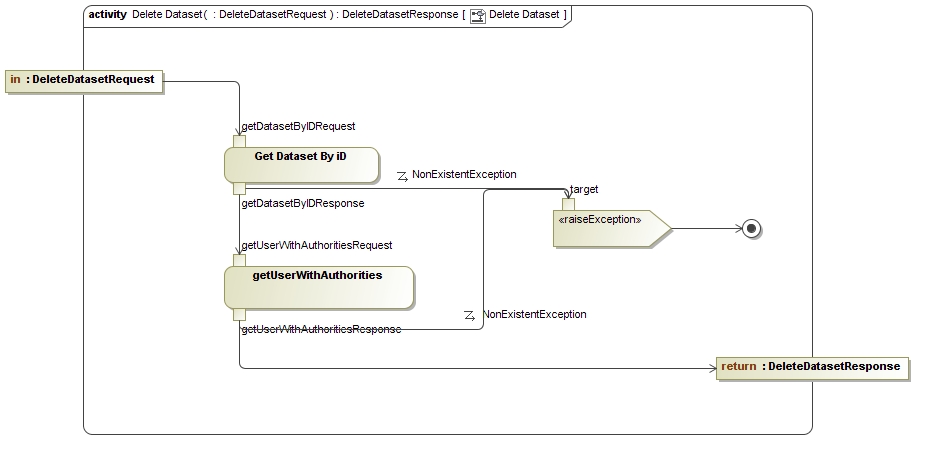 activity Delete Dataset( : DeleteDatasetRequest ) : DeleteDatasetResponse [ Delete Dataset ]
in : DeleteDatasetRequest
getDatasetByIDRequest
Get Dataset By iD
NonExistentException
target
getDatasetByIDResponse
«raiseException»
getUserWithAuthoritiesRequest
getUserWithAuthorities
NonExistentException
getUserWithAuthoritiesResponse
return : DeleteDatasetResponse